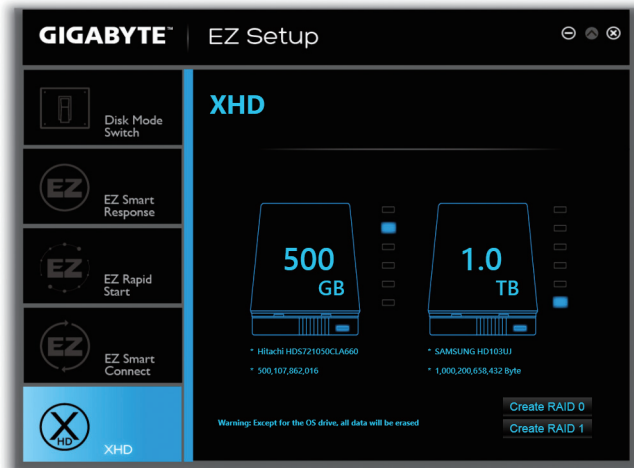 GIGABYTE™ EZ Setup
Disk Mode
Switch
EZ
EZ Smart
Response
EZ
EZ Rapid
Start
EZ
EZ Smart
Connect
X
HD
XHD
XHD
500
GB
1.0
TB
* Hitachi HDS721050CLA660
* 500,107,862,016
* SAMSUNG HD103UJ
* 1,000,200,658,432 Byte
Warning: Except for the OS drive, all data will be erased
Create RAID 0
Create RAID 1